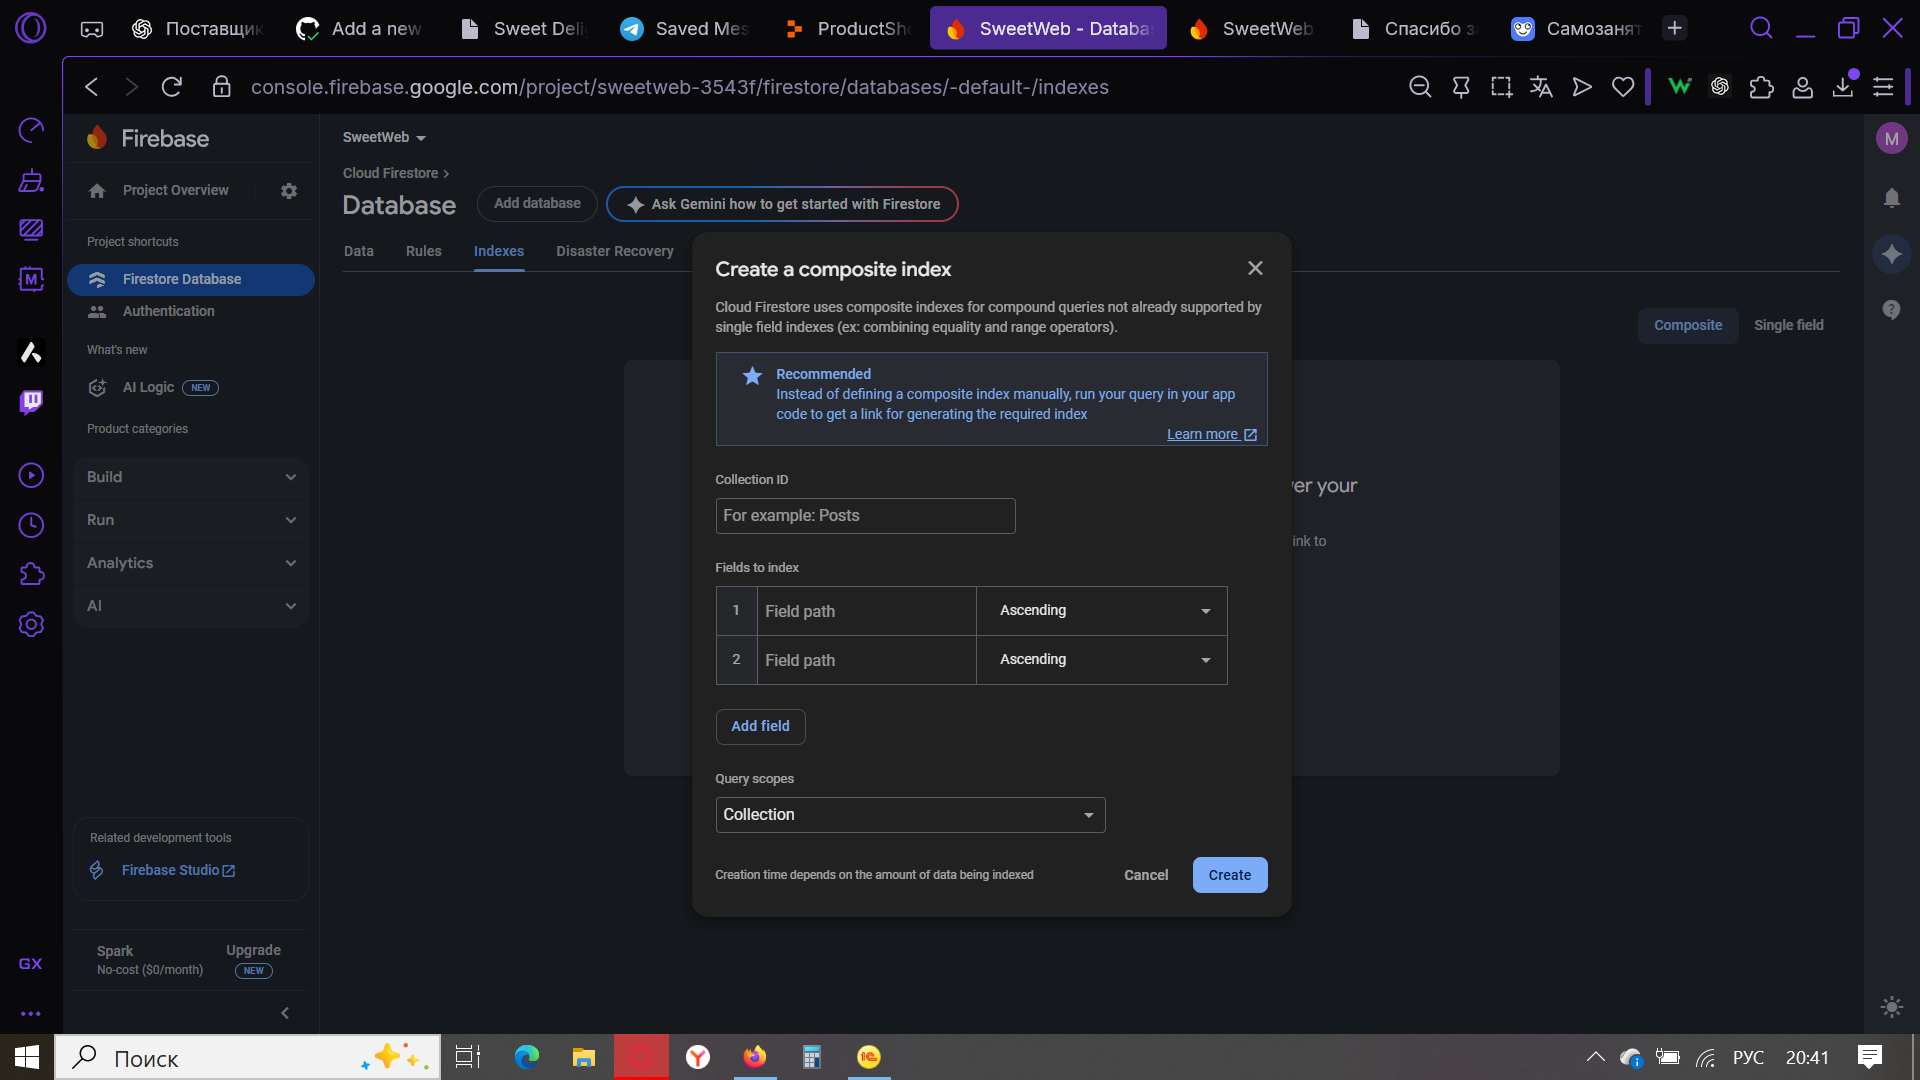 Поставщик
Add a new
Sweet Deli
Saved Mes
ProductSh
SweetWeb - Databas
SweetWeb
Спасибо з
Самозанят
console.firebase.google.com/project/sweetweb-3543f/firestore/databases/-default-/indexes
Firebase
Project Overview
Project shortcuts
Firestore Database
Authentication
What's new
AI Logic NEW
Product categories
Build
Run
Analytics
AI
Related development tools
Firebase Studio
Spark
No-cost ($0/month)
Upgrade
NEW
GX
SweetWeb
Cloud Firestore
Database
Add database
Ask Gemini how to get started with Firestore
Data
Rules
Indexes
Disaster Recovery
M
Composite
Single field
er your
ink to
Create a composite index
Cloud Firestore uses composite indexes for compound queries not already supported by
single field indexes (ex: combining equality and range operators).
Recommended
Instead of defining a composite index manually, run your query in your app
code to get a link for generating the required index
Learn more
Collection ID
For example: Posts
Fields to index
1 Field path Ascending
2 Field path Ascending
Add field
Query scopes
Collection
Creation time depends on the amount of data being indexed
Cancel
Create
Поиск
РУС
20:41